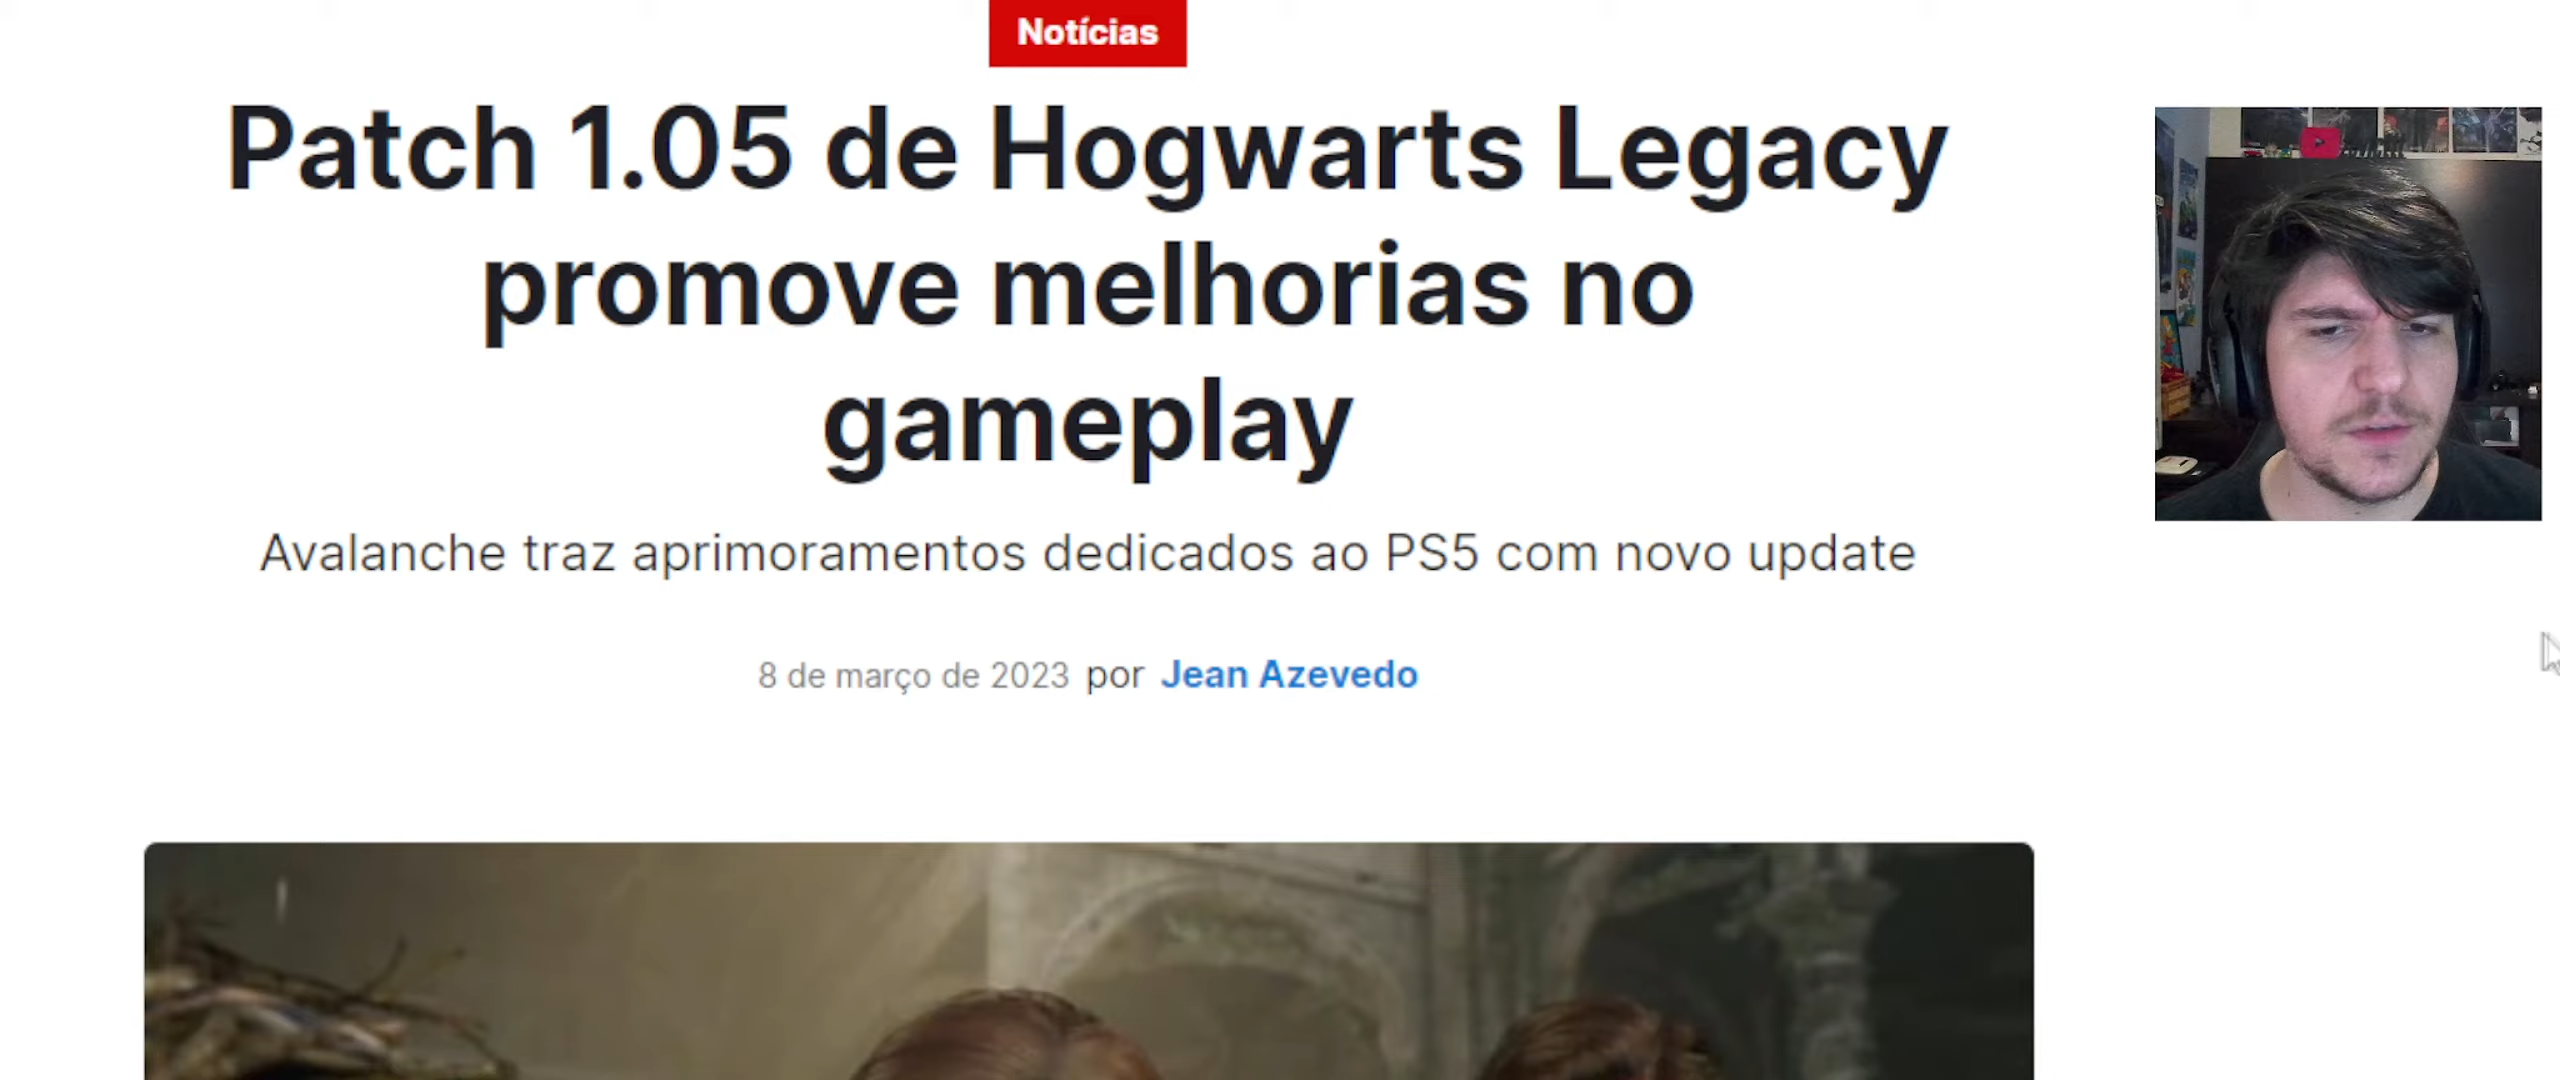 Notícias
Patch 1.05 de Hogwarts Legacy
promove melhorias no
gameplay
Avalanche traz aprimoramentos dedicados ao PS5 com novo update
8 de março de 2023 por Jean Azevedo